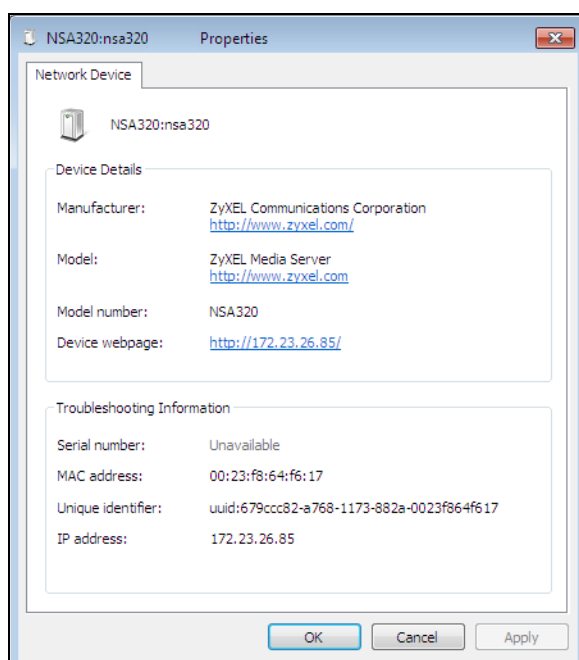 NSA320:nsa320 Properties
Network Device
NSA320:nsa320
Device Details
Manufacturer: ZyXEL Communications Corporation
http://www.zyxel.com/
Model: ZyXEL Media Server
http://www.zyxel.com
Model number: NSA320
Device webpage: http://172.23.26.85/
Troubleshooting Information
Serial number: Unavailable
MAC address: 00:23:f8:64:f6:17
Unique identifier: uuid:679ccc82-a768-1173-882a-0023f864f617
IP address: 172.23.26.85
OK Cancel Apply